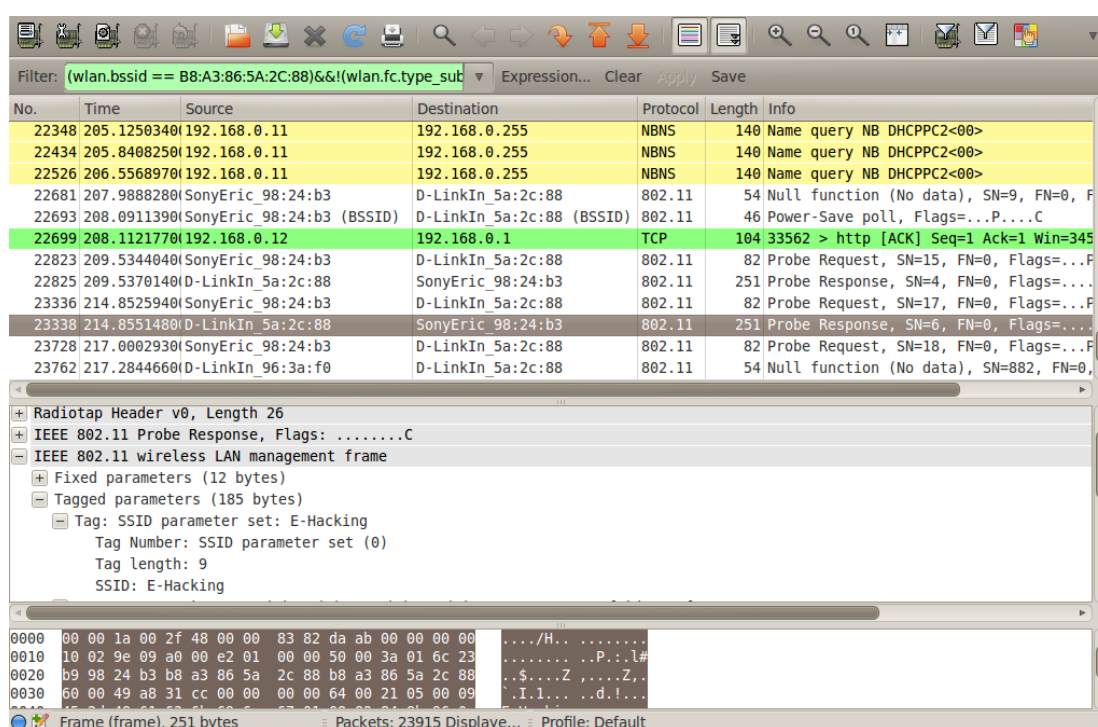 Filter: (wlan.bssid == B8:A3:86:5A:2C:88)&&!(wlan.fc.type_sub Expression... Clear Apply Save
No. Time Source Destination Protocol Length Info
22348 205.12503400 192.168.0.11 192.168.0.255 NBNS 140 Name query NB DHCPPC2<00>
22434 205.84082500 192.168.0.11 192.168.0.255 NBNS 140 Name query NB DHCPPC2<00>
22526 206.55689700 192.168.0.11 192.168.0.255 NBNS 140 Name query NB DHCPPC2<00>
22681 207.98882800 SonyEric_98:24:b3 D-LinkIn_5a:2c:88 802.11 54 Null function (No data), SN=9, FN=0, F
22693 208.09113900 SonyEric_98:24:b3 (BSSID) D-LinkIn_5a:2c:88 (BSSID) 802.11 46 Power-Save poll, Flags=...P....C
22699 208.11217700 192.168.0.12 192.168.0.1 TCP 104 33562 > http [ACK] Seq=1 Ack=1 Win=345
22823 209.53440400 SonyEric_98:24:b3 D-LinkIn_5a:2c:88 802.11 82 Probe Request, SN=15, FN=0, Flags=...P
22825 209.53701400 D-LinkIn_5a:2c:88 SonyEric_98:24:b3 802.11 251 Probe Response, SN=4, FN=0, Flags=....
23336 214.85259400 SonyEric_98:24:b3 D-LinkIn_5a:2c:88 802.11 82 Probe Request, SN=17, FN=0, Flags=...P
23338 214.85514800 D-LinkIn_5a:2c:88 SonyEric_98:24:b3 802.11 251 Probe Response, SN=6, FN=0, Flags=....
23728 217.00029300 SonyEric_98:24:b3 D-LinkIn_5a:2c:88 802.11 82 Probe Request, SN=18, FN=0, Flags=...P
23762 217.28446600 D-LinkIn_96:3a:f0 D-LinkIn_5a:2c:88 802.11 54 Null function (No data), SN=882, FN=0,
Radiotap Header v0, Length 26
IEEE 802.11 Probe Response, Flags: ........C
IEEE 802.11 wireless LAN management frame
Fixed parameters (12 bytes)
Tagged parameters (185 bytes)
Tag: SSID parameter set: E-Hacking
Tag Number: SSID parameter set (0)
Tag length: 9
SSID: E-Hacking
0000 00 00 1a 00 2f 48 00 00 83 82 da ab 00 00 00 00 ..../H.. ........
0010 10 02 9e 09 a0 00 e2 01 00 00 50 00 3a 01 6c 23 ........ ..P.:.l#
0020 b9 98 24 b3 b8 a3 86 5a 2c 88 b8 a3 86 5a 2c 88 ..$....Z ,....Z,.
0030 60 00 49 a8 31 cc 00 00 00 00 64 00 21 05 00 09 `.I.1... ..d.!...
Frame (frame), 251 bytes Packets: 23915 Displaye... Profile: Default